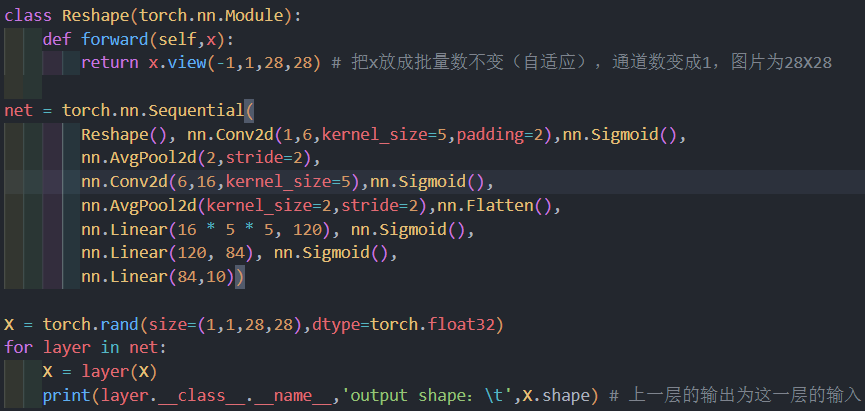 class Reshape(torch.nn.Module):
    def forward(self,x):
        return x.view(-1,1,28,28) # 把x放成批量数不变（自适应），通道数变成1，图片为28X28
net = torch.nn.Sequential(
        Reshape(), nn.Conv2d(1,6,kernel_size=5,padding=2),nn.Sigmoid(),
        nn.AvgPool2d(2,stride=2),
        nn.Conv2d(6,16,kernel_size=5),nn.Sigmoid(),
        nn.AvgPool2d(kernel_size=2,stride=2),nn.Flatten(),
        nn.Linear(16 * 5 * 5, 120), nn.Sigmoid(),
        nn.Linear(120, 84), nn.Sigmoid(),
        nn.Linear(84,10))
X = torch.rand(size=(1,1,28,28),dtype=torch.float32)
for layer in net:
    X = layer(X)
    print(layer.__class__.__name__,'output shape：\t',X.shape) # 上一层的输出为这一层的输入